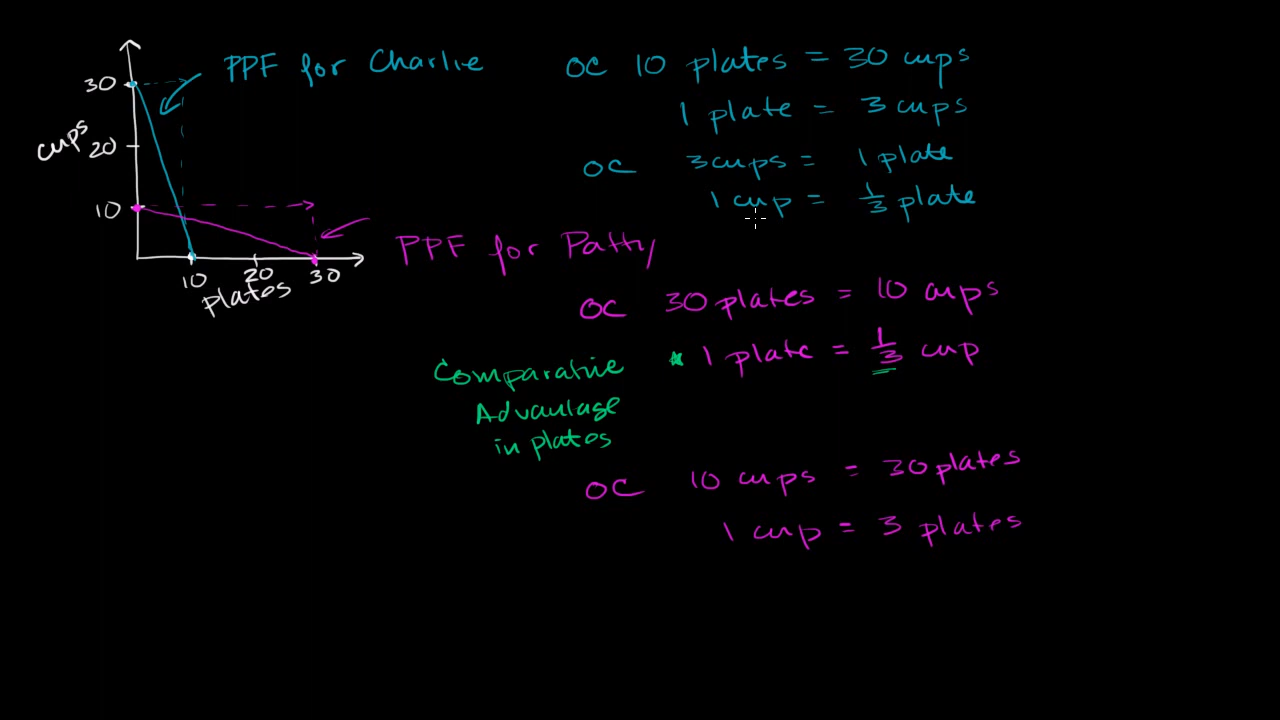 PPF for Charlie
OC 10 plates = 30 cups
1 plate = 3 cups
OC 3 cups = 1 plate
1 cup = 1/3 plate
30
cups
20
10
10
20
30
plates
PPF for Patty
OC 30 plates = 10 cups
* 1 plate = 1/3 cup
Comparative
Advantage
in plates
OC 10 cups = 30 plates
1 cup = 3 plates